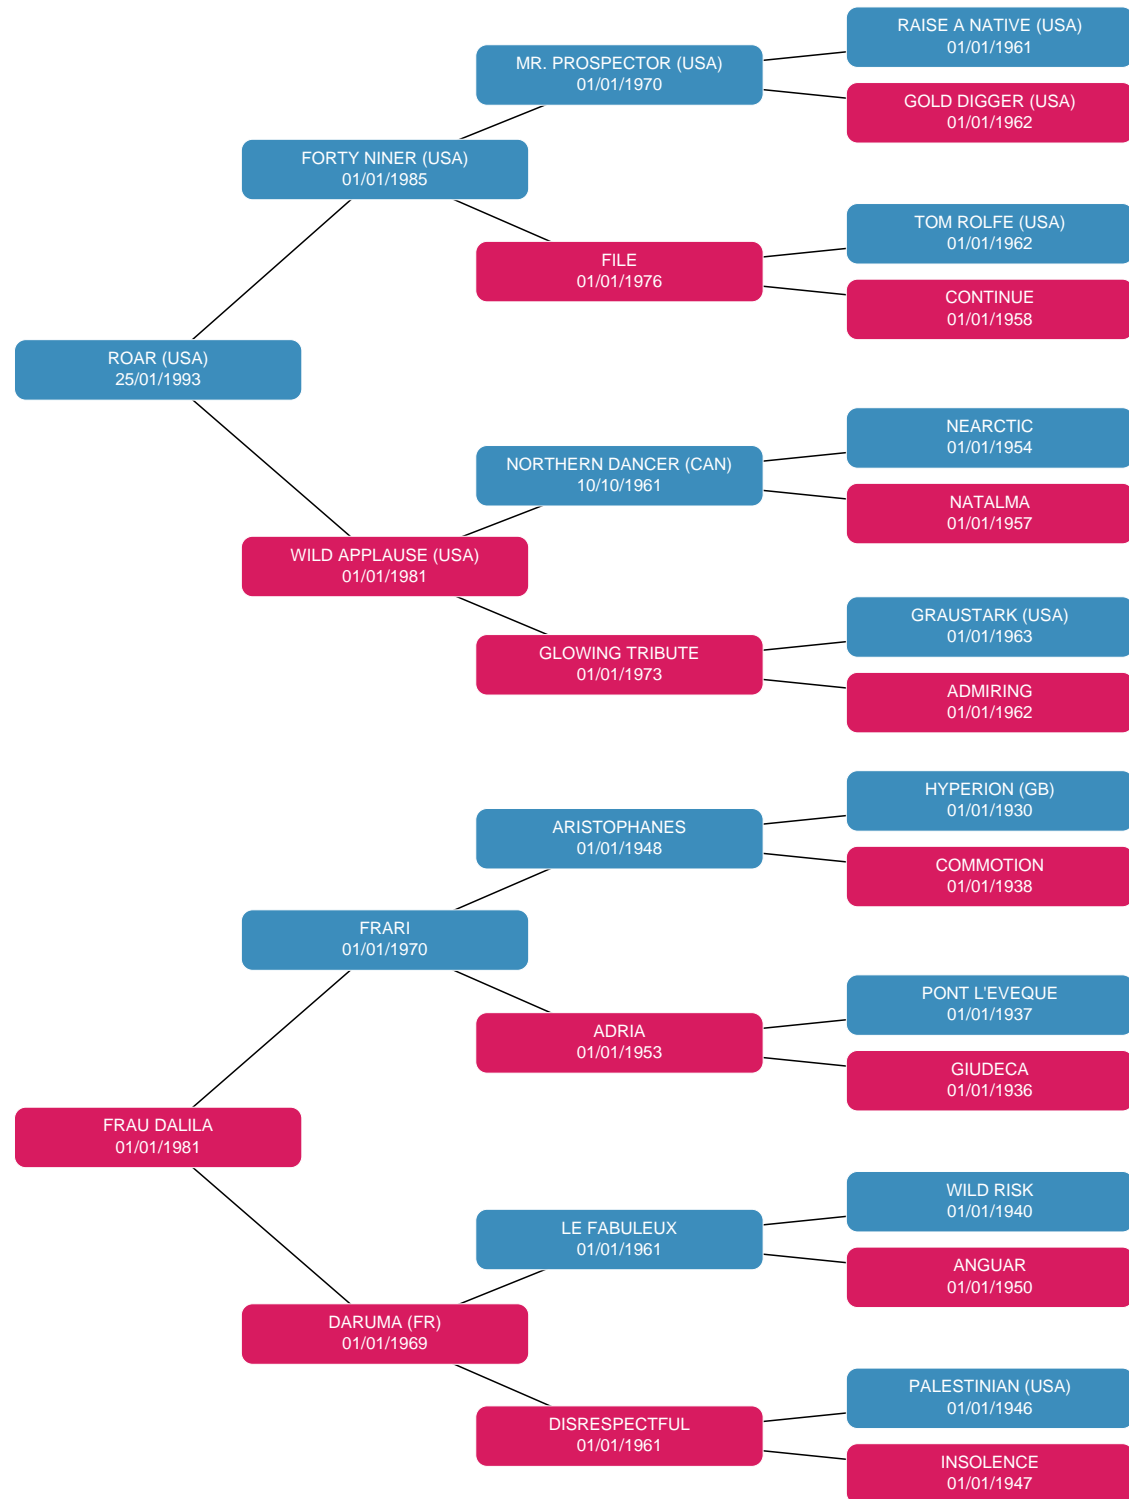 RAISE A NATIVE (USA)
01/01/1961
MR. PROSPECTOR (USA)
01/01/1970
GOLD DIGGER (USA)
01/01/1962
FORTY NINER (USA)
01/01/1985
TOM ROLFE (USA)
01/01/1962
FILE
01/01/1976
CONTINUE
01/01/1958
ROAR (USA)
25/01/1993
NEARCTIC
01/01/1954
NORTHERN DANCER (CAN)
10/10/1961
NATALMA
01/01/1957
WILD APPLAUSE (USA)
01/01/1981
GRAUSTARK (USA)
01/01/1963
GLOWING TRIBUTE
01/01/1973
ADMIRING
01/01/1962
HYPERION (GB)
01/01/1930
ARISTOPHANES
01/01/1948
COMMOTION
01/01/1938
FRARI
01/01/1970
PONT L'EVEQUE
01/01/1937
ADRIA
01/01/1953
GIUDECA
01/01/1936
FRAU DALILA
01/01/1981
WILD RISK
01/01/1940
LE FABULEUX
01/01/1961
ANGUAR
01/01/1950
DARUMA (FR)
01/01/1969
PALESTINIAN (USA)
01/01/1946
DISRESPECTFUL
01/01/1961
INSOLENCE
01/01/1947